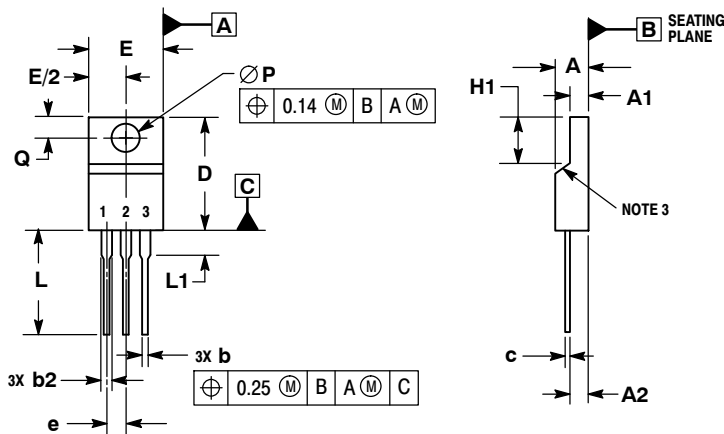 A
E
E/2
∅ P
⌖ 0.14 Ⓜ B A Ⓜ
Q
D
C
1 2 3
L
L1
3X b
3X b2
⌖ 0.25 Ⓜ B A Ⓜ C
e
B SEATING
PLANE
A
H1
A1
NOTE 3
c
A2